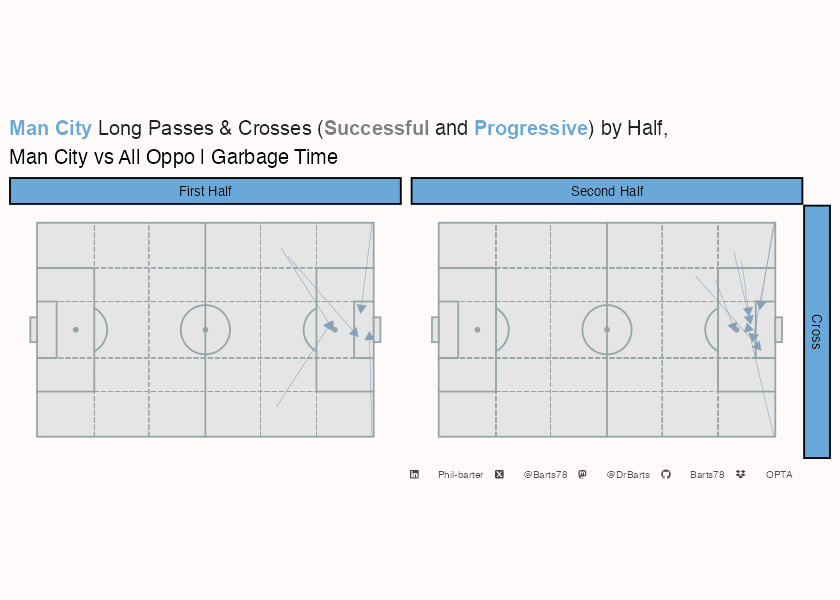 Man City Long Passes & Crosses (Successful and Progressive) by Half,
Man City vs All Oppo | Garbage Time
First Half
Second Half
Cross
Phil-barter @Barts78 @DrBarts Barts78 OPTA